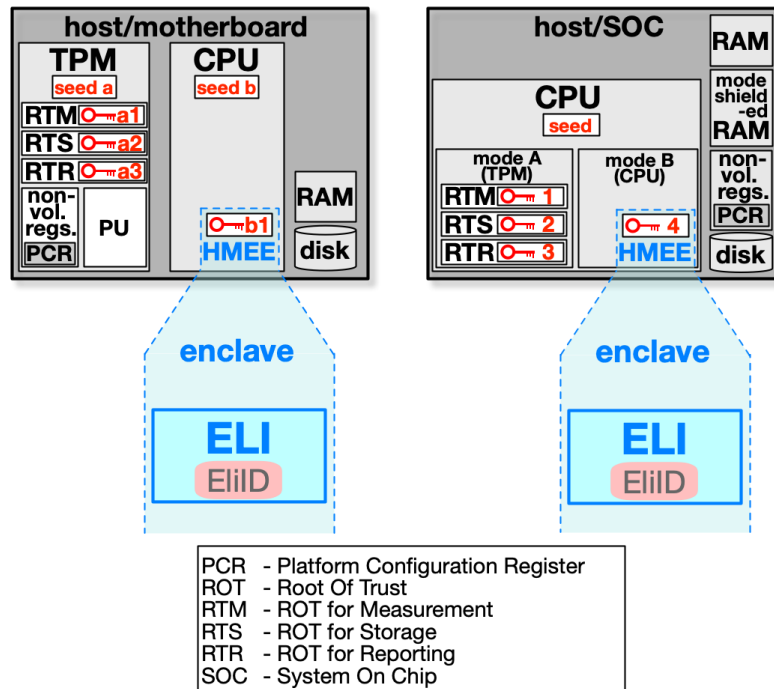 host/motherboard
TPM
seed a
RTM a1
RTS a2
RTR a3
non-
vol.
regs.
PCR
PU
CPU
seed b
b1
HMEE
RAM
disk
enclave
ELI
EliID
host/SOC
CPU
seed
mode A
(TPM)
RTM 1
RTS 2
RTR 3
mode B
(CPU)
4
HMEE
RAM
mode
shield
-ed
RAM
non-
vol.
regs.
PCR
disk
enclave
ELI
EliID
PCR - Platform Configuration Register
ROT - Root Of Trust
RTM - ROT for Measurement
RTS - ROT for Storage
RTR - ROT for Reporting
SOC - System On Chip